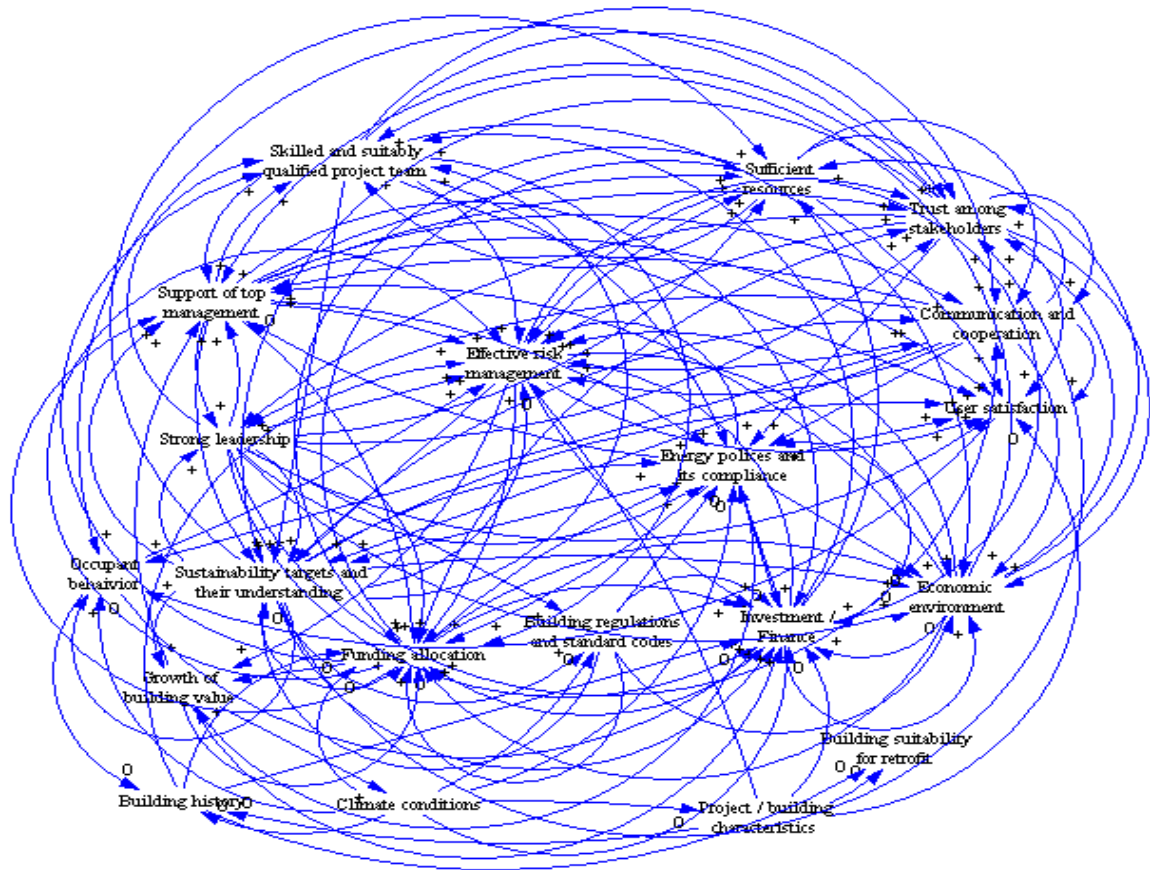 Skilled and suitably
qualified project team
Sufficient
resources
Trust among
stakeholders
Support of top
management
Communication and
cooperation
Effective risk
management
User satisfaction
Strong leadership
Energy polices and
its compliance
Occupant
behaivior
Sustainability targets and
their understanding
Economic
environment
Building regulations
and standard codes
Investment /
Finance
Funding allocation
Growth of
building value
Building suitability
for retrofit
Building history
Climate conditions
Project / building
characteristics